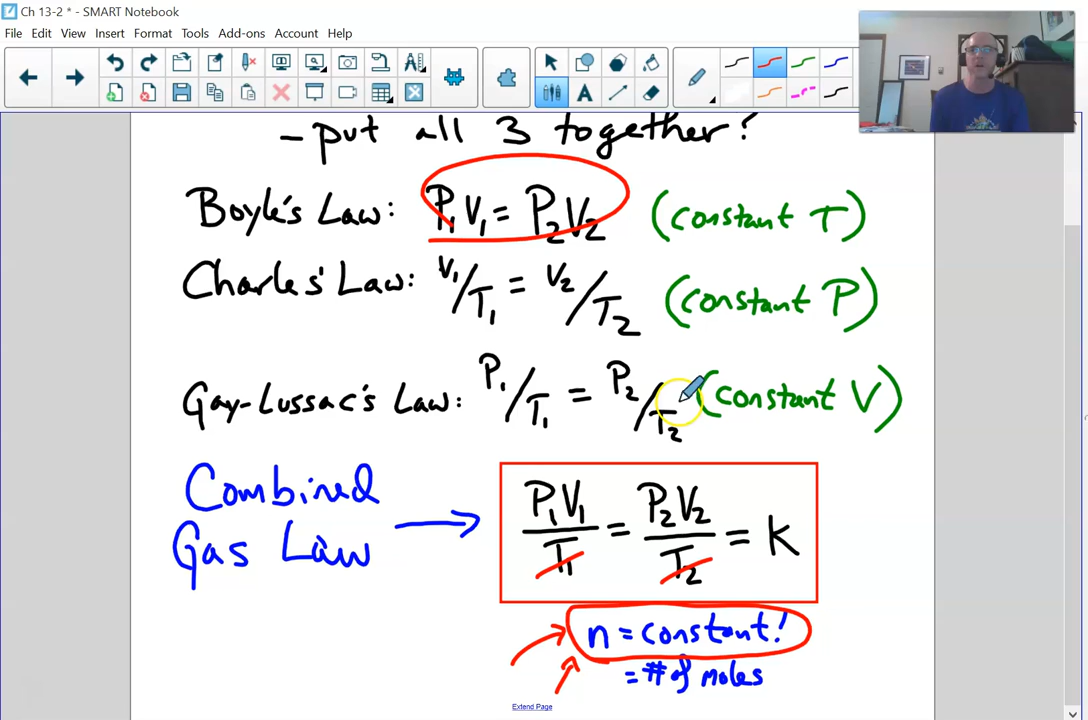 Ch 13-2 * - SMART Notebook
File Edit View Insert Format Tools Add-ons Account Help
- put all 3 together?
Boyle's Law: P₁V₁ = P₂V₂ (constant T)
Charles' Law: V₁/T₁ = V₂/T₂ (constant P)
Gay-Lussac's Law: P₁/T₁ = P₂/T₂ (constant V)
Combined
Gas Law → P₁V₁/T₁ = P₂V₂/T₂ = K
n = constant!
= # of moles
Extend Page